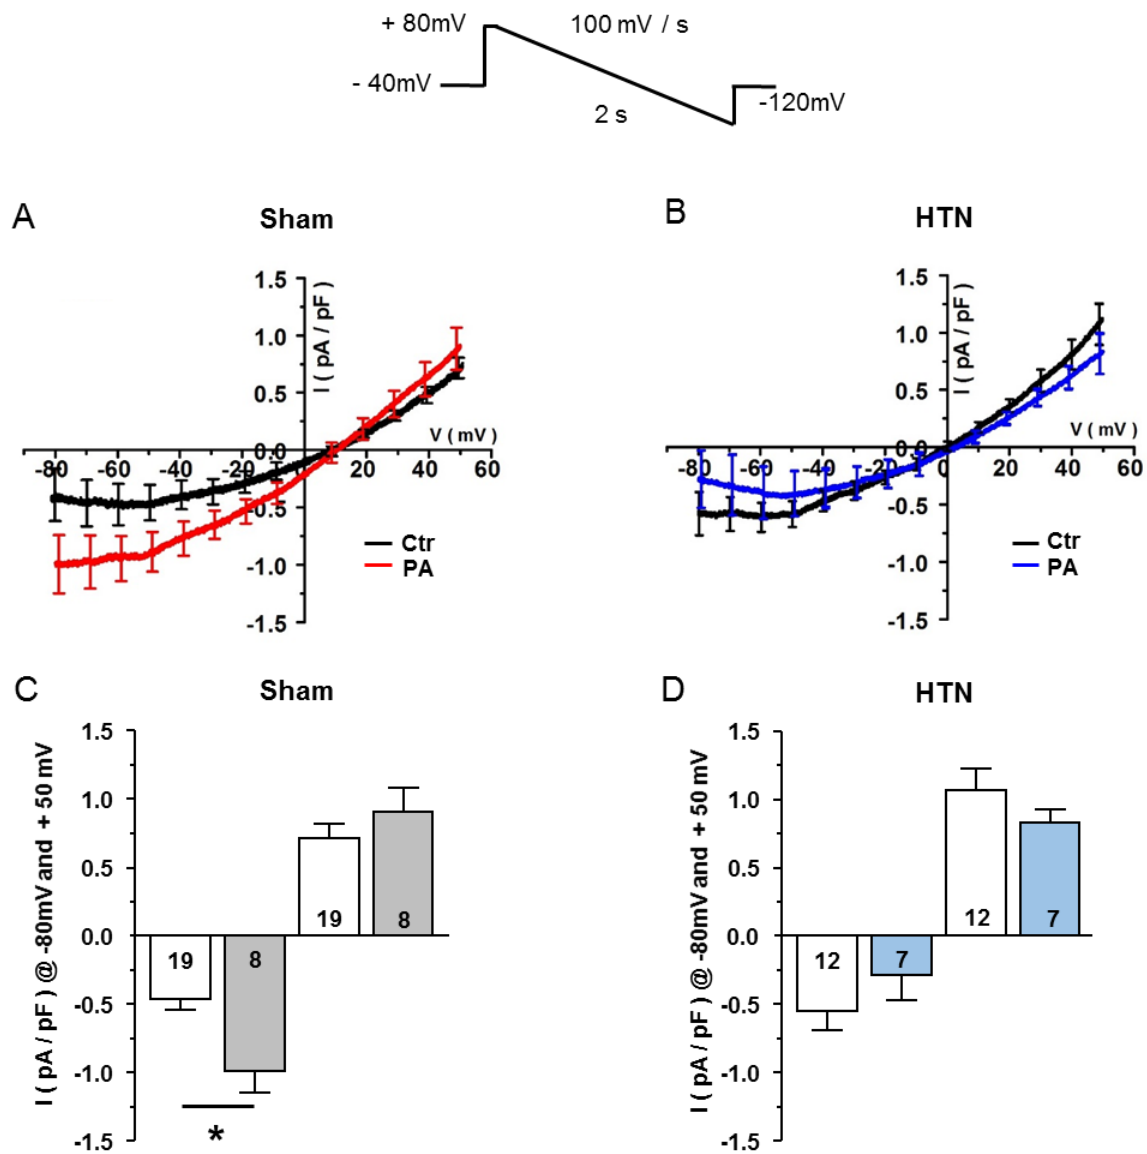 + 80mV 100 mV / s
- 40mV -120mV
2 s
A Sham
B HTN
1.5
1.0
0.5
0.0
-0.5
-1.0
-1.5
I ( pA / pF )
V ( mV )
-80 -60 -40 -20 20 40 60
Ctr
PA
1.5
1.0
0.5
0.0
-0.5
-1.0
-1.5
I ( pA / pF )
V ( mV )
-80 -60 -40 -20 0 20 40 60
Ctr
PA
C Sham
D HTN
I ( pA / pF ) @ -80mV and + 50 mV
1.5
1.0
0.5
0.0
-0.5
-1.0
-1.5
19 8
19 8
*
I ( pA / pF ) @ -80mV and + 50 mV
1.5
1.0
0.5
0.0
-0.5
-1.0
-1.5
12 7
12 7